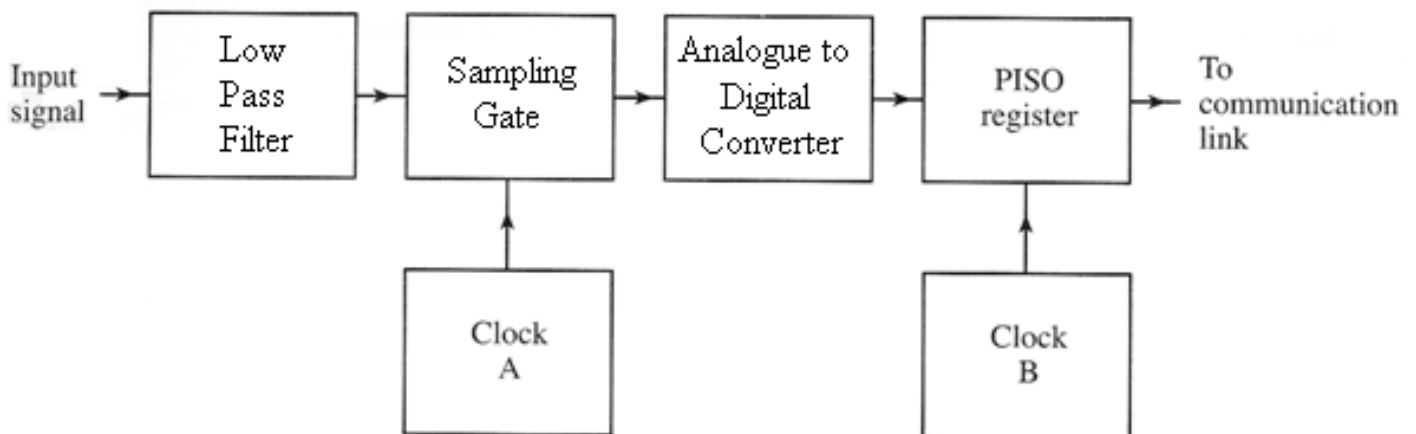 Input
signal
Low
Pass
Filter
Sampling
Gate
Analogue to
Digital
Converter
PISO
register
To
communication
link
Clock
A
Clock
B